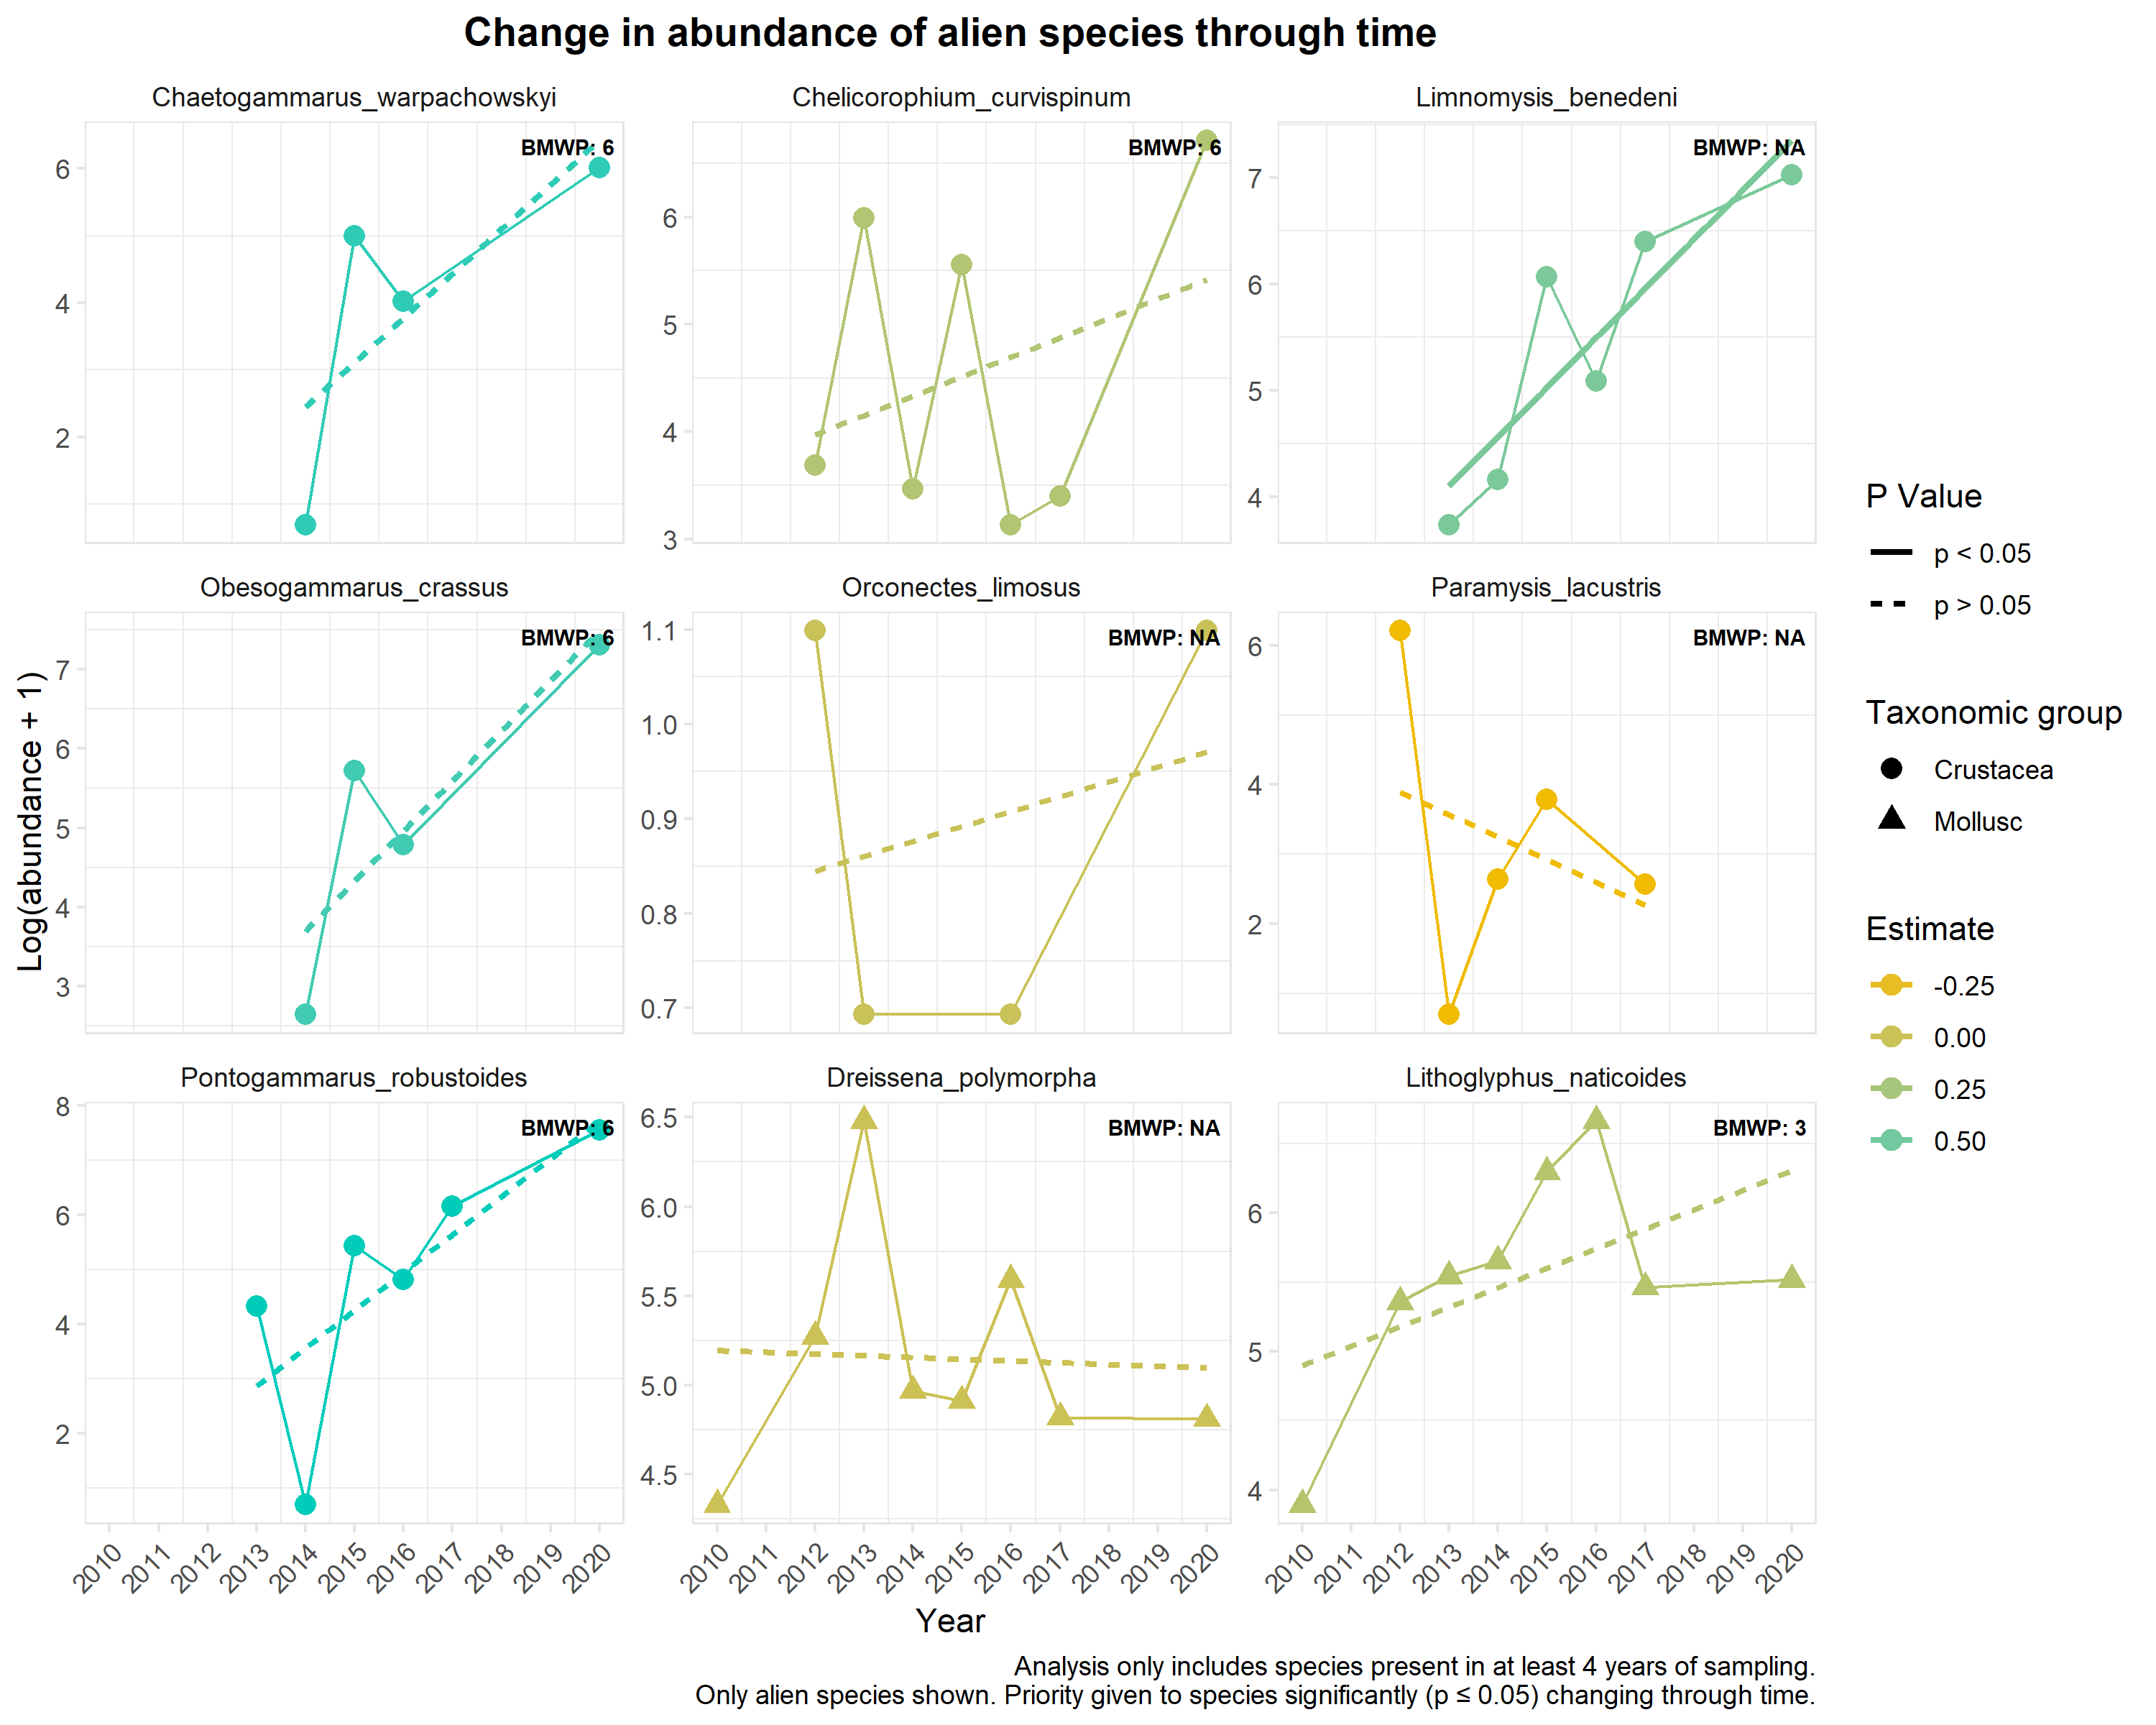 Change in abundance of alien species through time
Chaetogammarus_warpachowskyi
Chelicorophium_curvispinum
Limnomysis_benedeni
BMWP: 6
BMWP: 6
BMWP: NA
6
4
2
6
5
4
3
7
6
5
4
Obesogammarus_crassus
Orconectes_limosus
Paramysis_lacustris
BMWP: 6
BMWP: NA
BMWP: NA
7
6
5
4
3
1.1
1.0
0.9
0.8
0.7
6
4
2
Log(abundance + 1)
Pontogammarus_robustoides
Dreissena_polymorpha
Lithoglyphus_naticoides
BMWP: 6
BMWP: NA
BMWP: 3
8
6
4
2
6.5
6.0
5.5
5.0
4.5
6
5
4
2010 2011 2012 2013 2014 2015 2016 2017 2018 2019 2020
2010 2011 2012 2013 2014 2015 2016 2017 2018 2019 2020
2010 2011 2012 2013 2014 2015 2016 2017 2018 2019 2020
Year
P Value
p < 0.05
p > 0.05
Taxonomic group
Crustacea
Mollusc
Estimate
-0.25
0.00
0.25
0.50
Analysis only includes species present in at least 4 years of sampling.
Only alien species shown. Priority given to species significantly (p ≤ 0.05) changing through time.